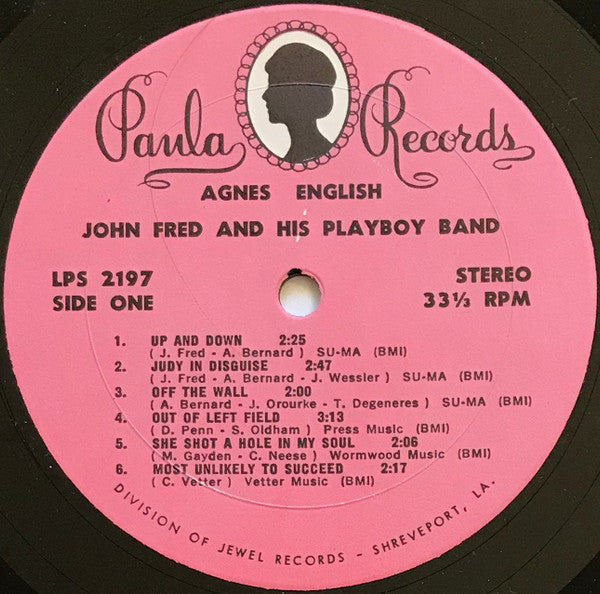 Paula Records
AGNES ENGLISH
JOHN FRED AND HIS PLAYBOY BAND
LPS 2197 STEREO
SIDE ONE 33⅓ RPM
1. UP AND DOWN 2:25
( J. Fred - A. Bernard ) SU-MA (BMI)
2. JUDY IN DISGUISE 2:47
( J. Fred - A. Bernard - J. Wessler ) SU-MA (BMI)
3. OFF THE WALL 2:00
( A. Bernard - J. Orourke - T. Degeneres ) SU-MA (BMI)
4. OUT OF LEFT FIELD 3:13
( D. Penn - S. Oldham ) Press Music (BMI)
5. SHE SHOT A HOLE IN MY SOUL 2:06
( M. Gayden - C. Neese ) Wormwood Music (BMI)
6. MOST UNLIKELY TO SUCCEED 2:17
( C. Vetter ) Vetter Music (BMI)
DIVISION OF JEWEL RECORDS - SHREVEPORT, LA.